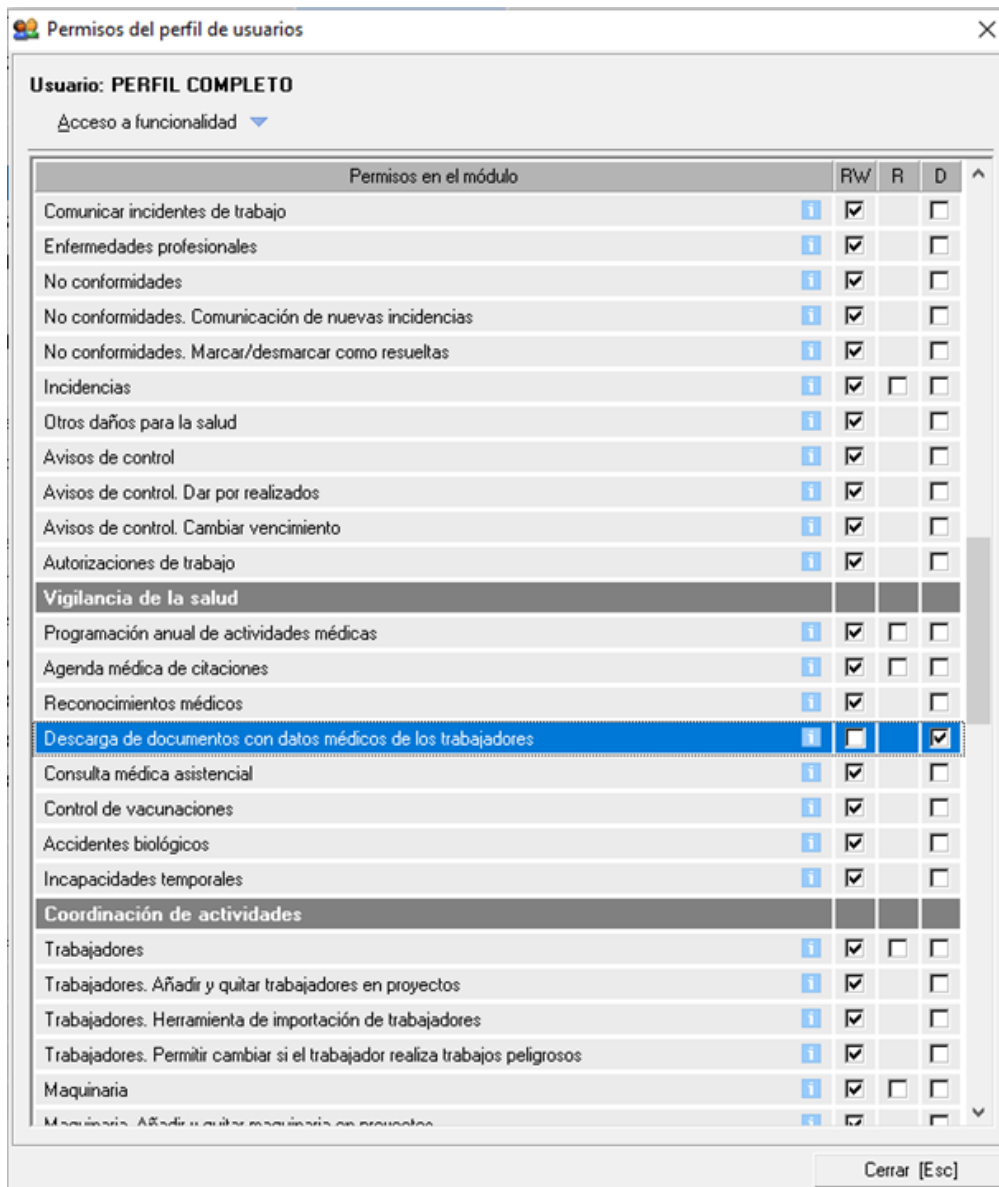 Permisos del perfil de usuarios
Usuario: PERFIL COMPLETO
Acceso a funcionalidad
Permisos en el módulo RW R D
Comunicar incidentes de trabajo
Enfermedades profesionales
No conformidades
No conformidades. Comunicación de nuevas incidencias
No conformidades. Marcar/desmarcar como resueltas
Incidencias
Otros daños para la salud
Avisos de control
Avisos de control. Dar por realizados
Avisos de control. Cambiar vencimiento
Autorizaciones de trabajo
Vigilancia de la salud
Programación anual de actividades médicas
Agenda médica de citaciones
Reconocimientos médicos
Descarga de documentos con datos médicos de los trabajadores
Consulta médica asistencial
Control de vacunaciones
Accidentes biológicos
Incapacidades temporales
Coordinación de actividades
Trabajadores
Trabajadores. Añadir y quitar trabajadores en proyectos
Trabajadores. Herramienta de importación de trabajadores
Trabajadores. Permitir cambiar si el trabajador realiza trabajos peligrosos
Maquinaria
Maquinaria. Añadir y quitar maquinaria en proyectos
Cerrar [Esc]